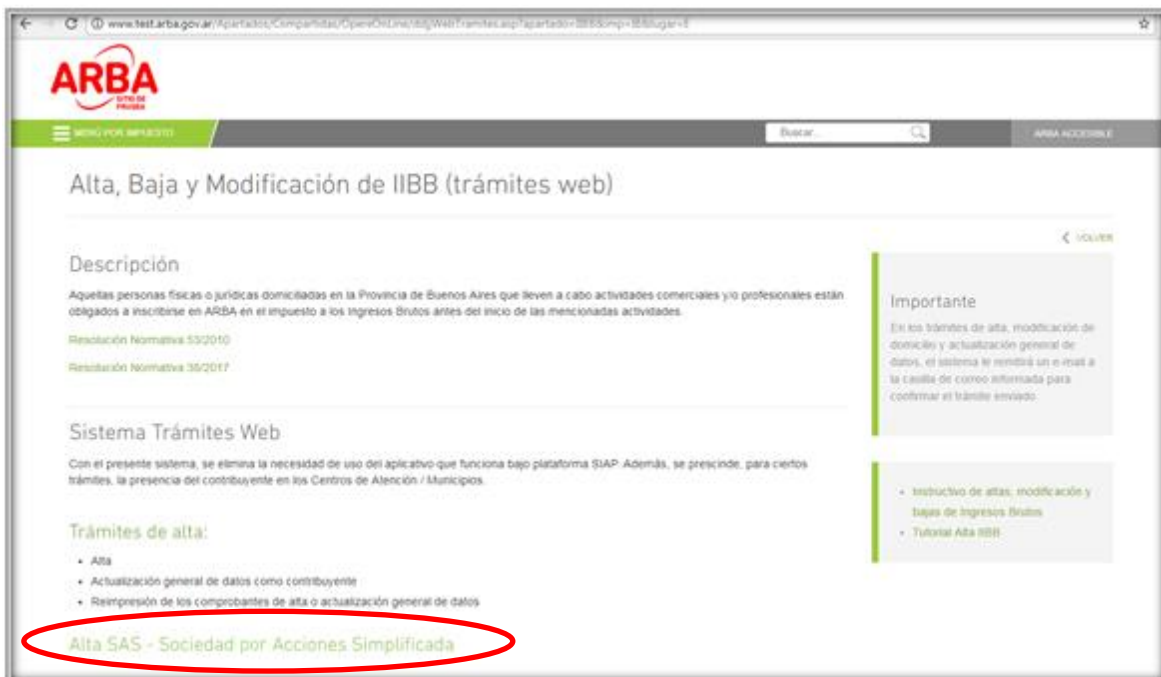 www.test.arba.gov.ar/Apartados/Compartidas/OpereOnLine/ddjjWebTramites.asp?apartado=
ARBA
SITIO DE
PRUEBA
MENÚ POR IMPUESTO
Buscar...
ARBA ACCESIBLE
Alta, Baja y Modificación de IIBB (trámites web)
VOLVER
Descripción
Aquellas personas físicas o jurídicas domiciliadas en la Provincia de Buenos Aires que lleven a cabo actividades comerciales y/o profesionales están
obligados a inscribirse en ARBA en el impuesto a los Ingresos Brutos antes del inicio de las mencionadas actividades.
Resolución Normativa 53/2010
Resolución Normativa 38/2017
Importante
En los trámites de alta, modificación de
domicilio y actualización general de
datos, el sistema le remitirá un e-mail a
la casilla de correo informada para
confirmar el trámite enviado.
Sistema Trámites Web
Con el presente sistema, se elimina la necesidad de uso del aplicativo que funciona bajo plataforma SIAP. Además, se prescinde, para ciertos
trámites, la presencia del contribuyente en los Centros de Atención / Municipios.
• Instructivo de altas, modificación y
bajas de Ingresos Brutos
• Tutorial Alta IIBB
Trámites de alta:
• Alta
• Actualización general de datos como contribuyente
• Reimpresión de los comprobantes de alta o actualización general de datos
Alta SAS - Sociedad por Acciones Simplificada